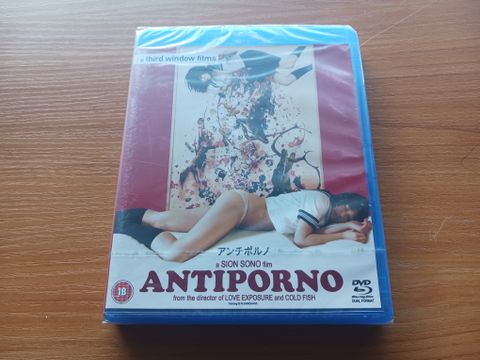 a third window films
アンチポルノ
a SION SONO film
ANTIPORNO
from the director of LOVE EXPOSURE and COLD FISH
18
DVD
Blu-ray Disc
DUAL FORMAT